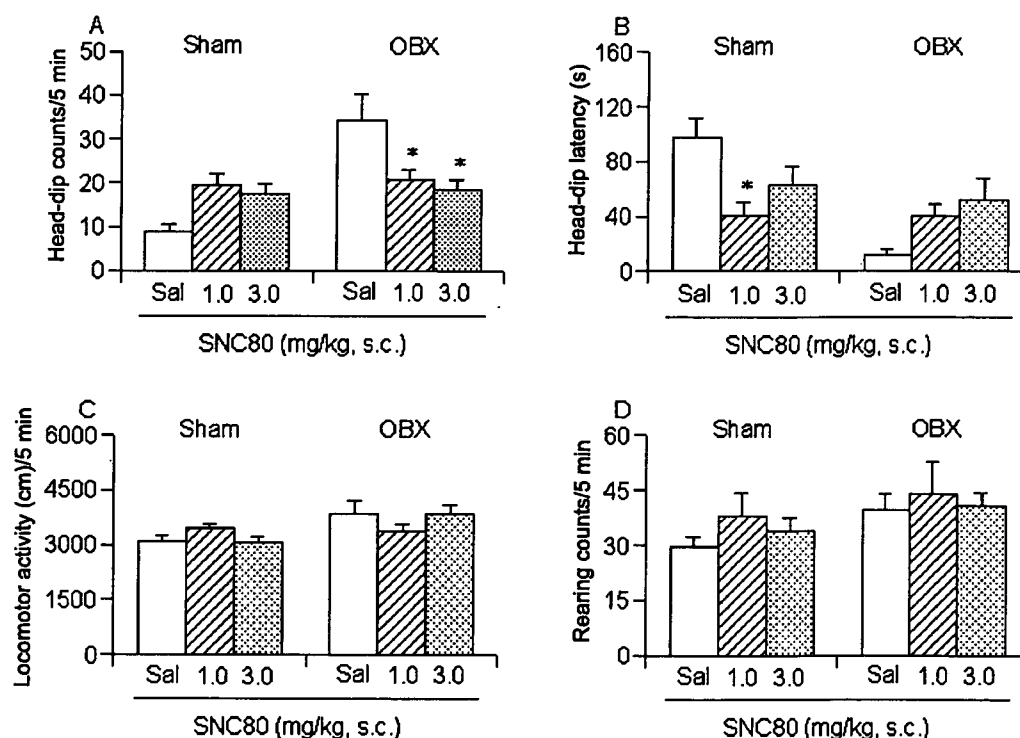 A
Sham
OBX
Head-dip counts/5 min
50
40
30
20
10
0
*
*
Sal 1.0 3.0 Sal 1.0 3.0
SNC80 (mg/kg, s.c.)
B
Sham
OBX
Head-dip latency (s)
160
120
80
40
0
*
Sal 1.0 3.0 Sal 1.0 3.0
SNC80 (mg/kg, s.c.)
C
Sham
OBX
Locomotor activity (cm)/5 min
6000
4500
3000
1500
0
Sal 1.0 3.0 Sal 1.0 3.0
SNC80 (mg/kg, s.c.)
D
Sham
OBX
Rearing counts/5 min
60
45
30
15
0
Sal 1.0 3.0 Sal 1.0 3.0
SNC80 (mg/kg, s.c.)